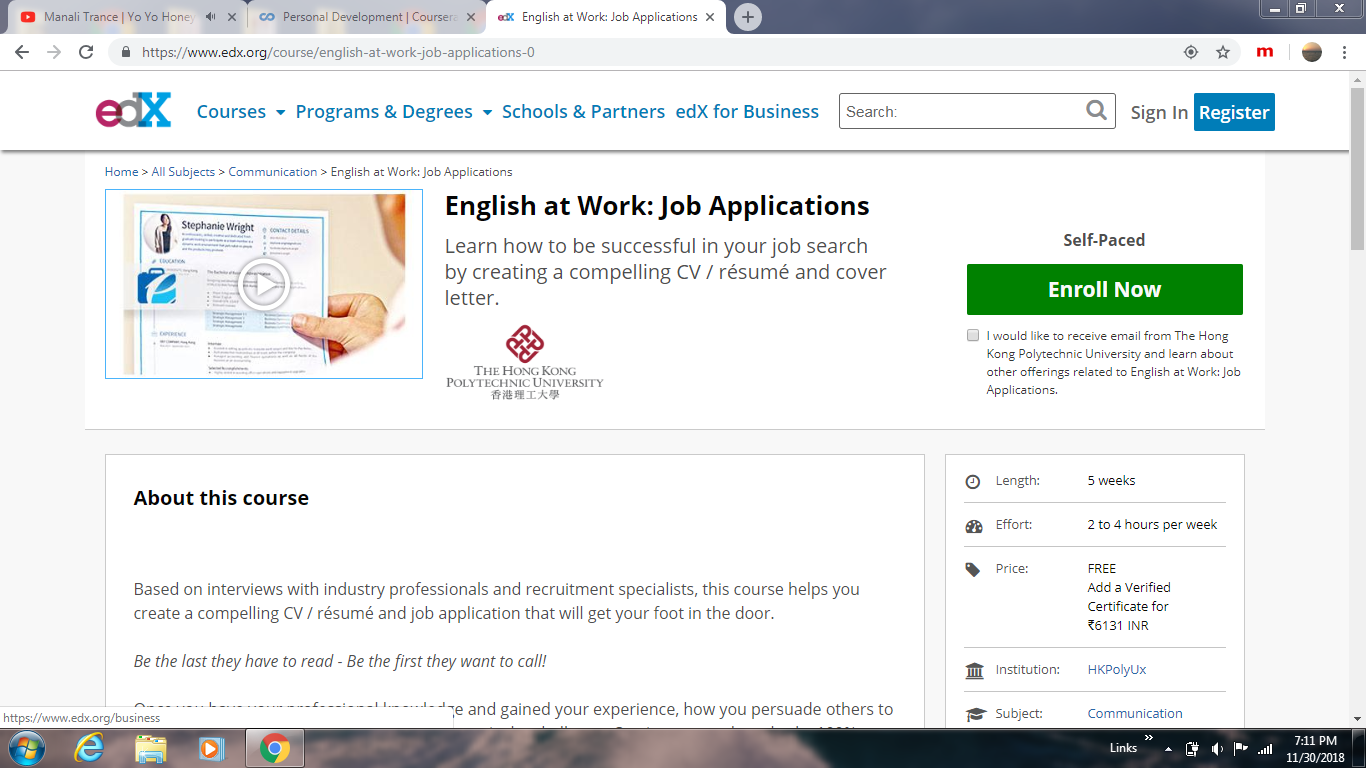 Manali Trance | Yo Yo Honey
Personal Development | Coursera
edX English at Work: Job Applications
https://www.edx.org/course/english-at-work-job-applications-0
m
edX
Courses Programs & Degrees Schools & Partners edX for Business Search: Sign In Register
Home > All Subjects > Communication > English at Work: Job Applications
Stephanie Wright
CONTACT DETAILS
EDUCATION
EXPERIENCE
English at Work: Job Applications
Learn how to be successful in your job search
by creating a compelling CV / résumé and cover
letter.
THE HONG KONG
POLYTECHNIC UNIVERSITY
香港理工大學
Self-Paced
Enroll Now
I would like to receive email from The Hong
Kong Polytechnic University and learn about
other offerings related to English at Work: Job
Applications.
About this course
Based on interviews with industry professionals and recruitment specialists, this course helps you
create a compelling CV / résumé and job application that will get your foot in the door.
Be the last they have to read - Be the first they want to call!
Once you have your professional knowledge and gained your experience, how you persuade others to
Length: 5 weeks
Effort: 2 to 4 hours per week
Price: FREE
Add a Verified
Certificate for
₹6131 INR
Institution: HKPolyUx
Subject: Communication
https://www.edx.org/business
Links
7:11 PM
11/30/2018